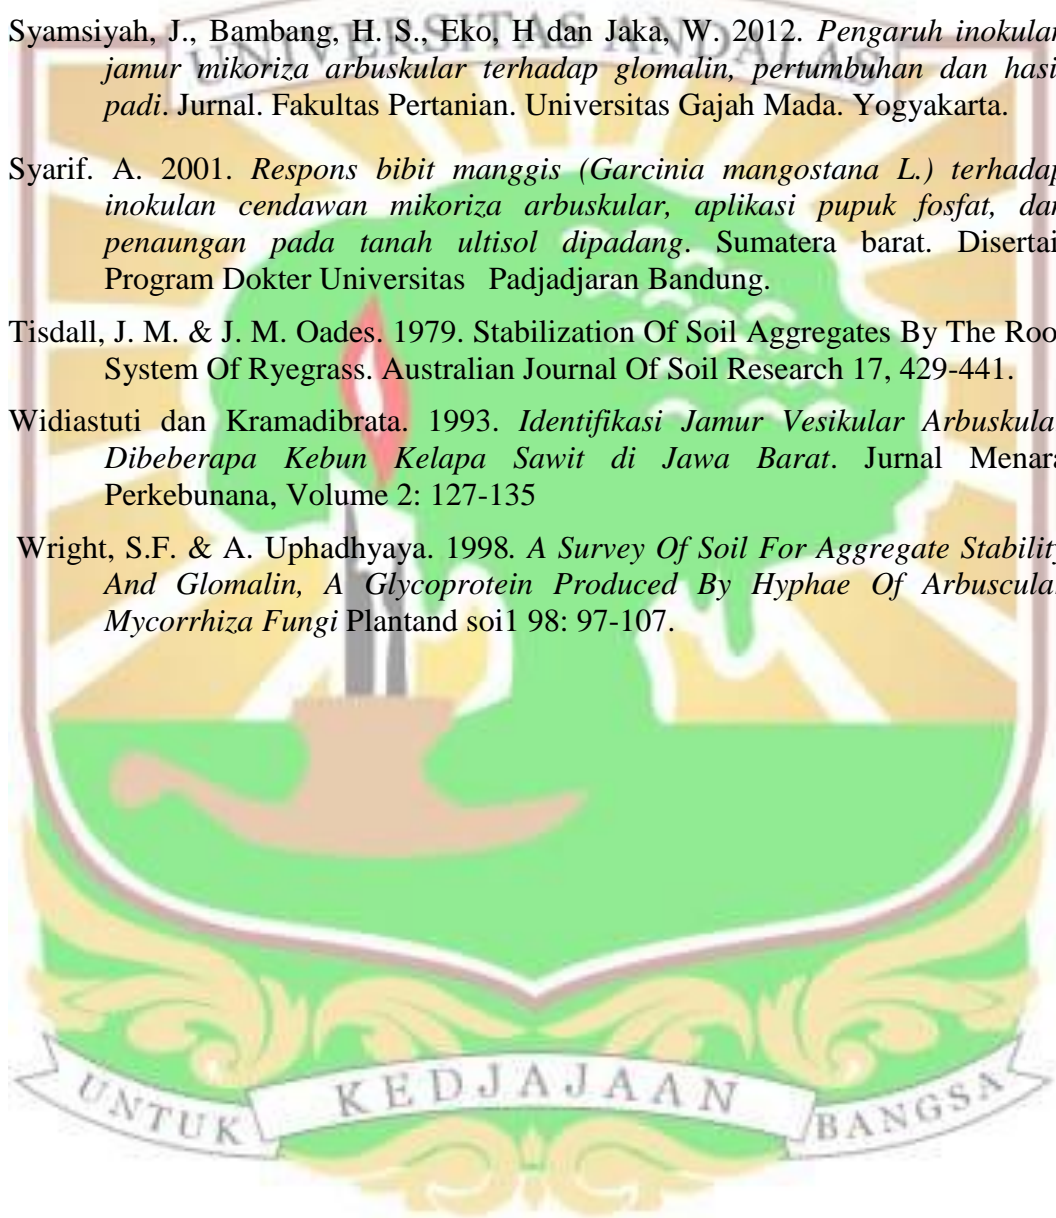 UNIVERSITAS ANDALAS
Syamsiyah, J., Bambang, H. S., Eko, H dan Jaka, W. 2012. Pengaruh inokulan
jamur mikoriza arbuskular terhadap glomalin, pertumbuhan dan hasi
padi. Jurnal. Fakultas Pertanian. Universitas Gajah Mada. Yogyakarta.
Syarif. A. 2001. Respons bibit manggis (Garcinia mangostana L.) terhadap
inokulan cendawan mikoriza arbuskular, aplikasi pupuk fosfat, dan
penaungan pada tanah ultisol dipadang. Sumatera barat. Disertai
Program Dokter Universitas Padjadjaran Bandung.
Tisdall, J. M. & J. M. Oades. 1979. Stabilization Of Soil Aggregates By The Roo
System Of Ryegrass. Australian Journal Of Soil Research 17, 429-441.
Widiastuti dan Kramadibrata. 1993. Identifikasi Jamur Vesikular Arbuskula
Dibeberapa Kebun Kelapa Sawit di Jawa Barat. Jurnal Menara
Perkebunana, Volume 2: 127-135
Wright, S.F. & A. Uphadhyaya. 1998. A Survey Of Soil For Aggregate Stability
And Glomalin, A Glycoprotein Produced By Hyphae Of Arbuscula
Mycorrhiza Fungi Plantand soi1 98: 97-107.
UNTUK KEDJAJAAN BANGSA